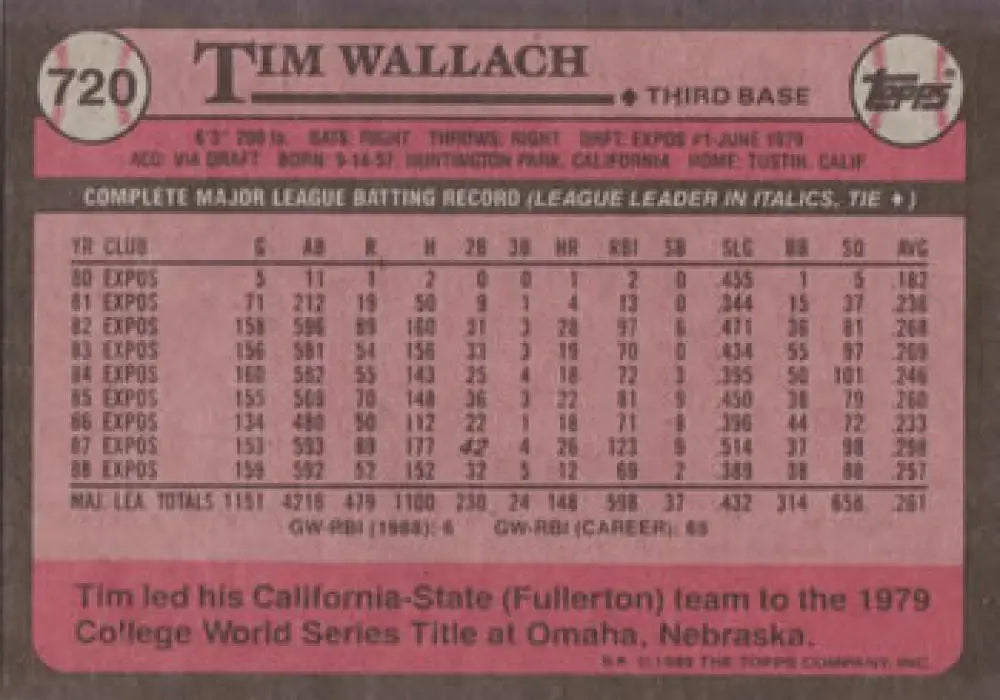 720
TIM WALLACH
♦ THIRD BASE
TOPPS®
6'3" 200 lb. BATS: RIGHT THROWS: RIGHT DRFT: EXPOS #1-JUNE 1979
ACQ: VIA DRAFT BORN: 9-14-57, HUNTINGTON PARK, CALIFORNIA HOME: TUSTIN, CALIF
COMPLETE MAJOR LEAGUE BATTING RECORD (LEAGUE LEADER IN ITALICS, TIE ♦)
YR CLUB G AB R H 2B 3B HR RBI SB SLG BB SO AVG
80 EXPOS 5 11 1 2 0 0 1 2 0 .455 1 5 .182
81 EXPOS 71 212 19 50 9 1 4 13 0 .344 15 37 .236
82 EXPOS 158 596 89 160 31 3 28 97 6 .471 36 81 .268
83 EXPOS 156 581 54 156 33 3 19 70 0 .434 55 97 .269
84 EXPOS 160 582 55 143 25 4 18 72 3 .395 50 101 .246
85 EXPOS 155 569 70 148 36 3 22 81 9 .450 38 79 .260
86 EXPOS 134 480 50 112 22 1 18 71 8 .396 44 72 .233
87 EXPOS 153 593 89 177 42 4 26 123 9 .514 37 98 .298
88 EXPOS 159 592 52 152 32 5 12 69 2 .389 38 88 .257
MAJ. LEA. TOTALS 1151 4216 479 1100 230 24 148 598 37 .432 314 658 .261
GW-RBI (1988): 6 GW-RBI (CAREER): 65
Tim led his California-State (Fullerton) team to the 1979
College World Series Title at Omaha, Nebraska.
© 1989 THE TOPPS COMPANY, INC.